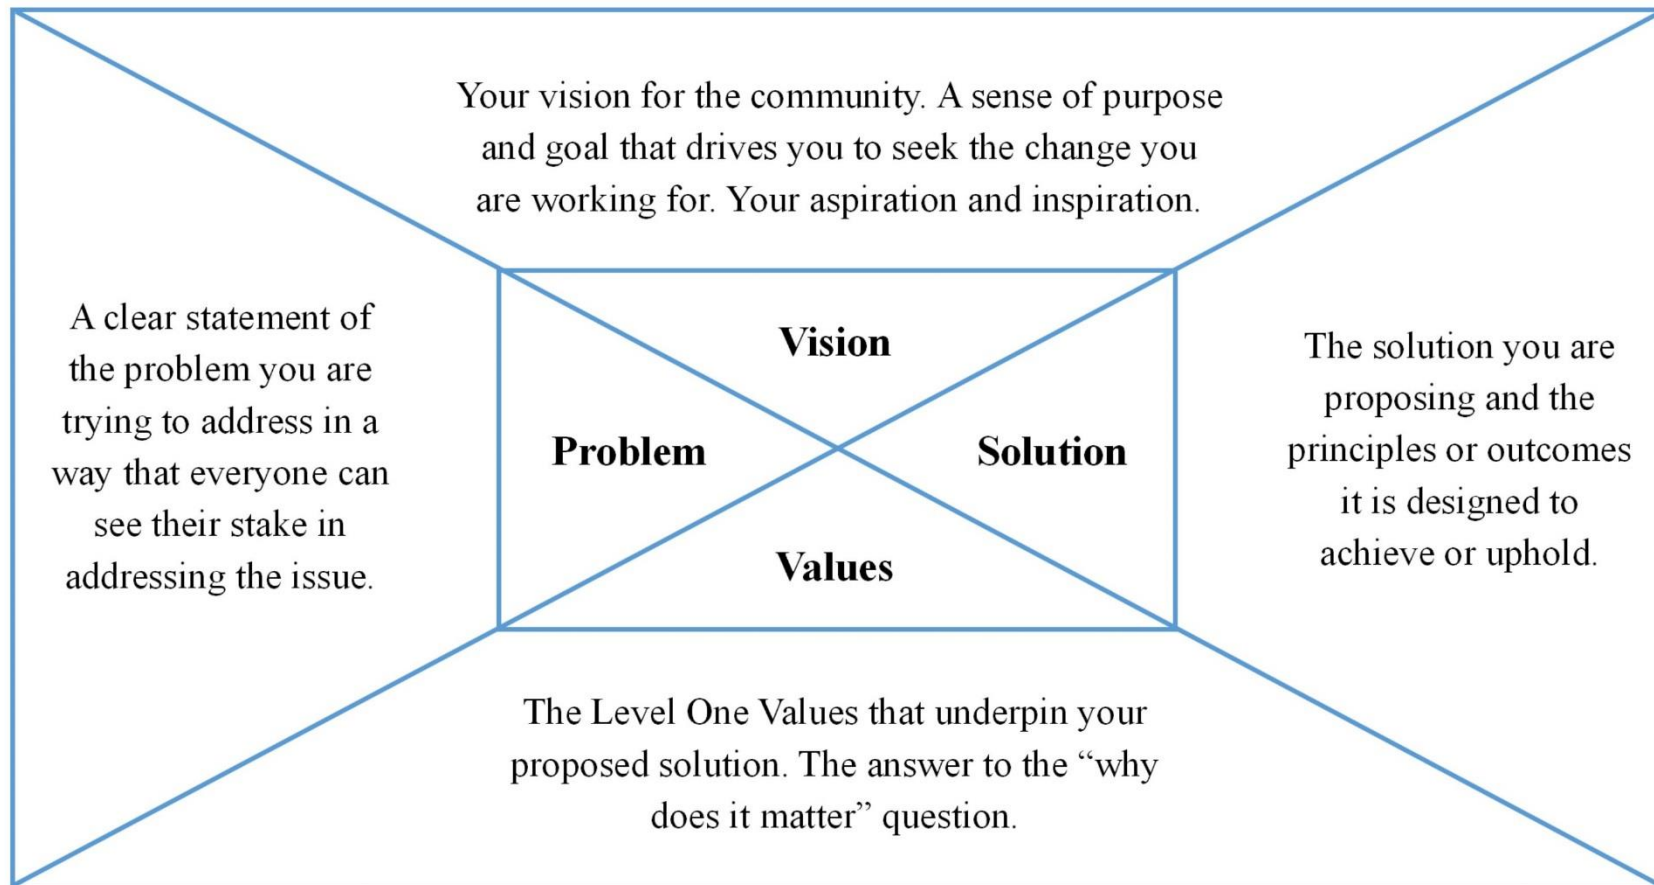 Your vision for the community. A sense of purpose
and goal that drives you to seek the change you
are working for. Your aspiration and inspiration.
A clear statement of
the problem you are
trying to address in a
way that everyone can
see their stake in
addressing the issue.
Vision
Problem
Solution
Values
The solution you are
proposing and the
principles or outcomes
it is designed to
achieve or uphold.
The Level One Values that underpin your
proposed solution. The answer to the “why
does it matter” question.